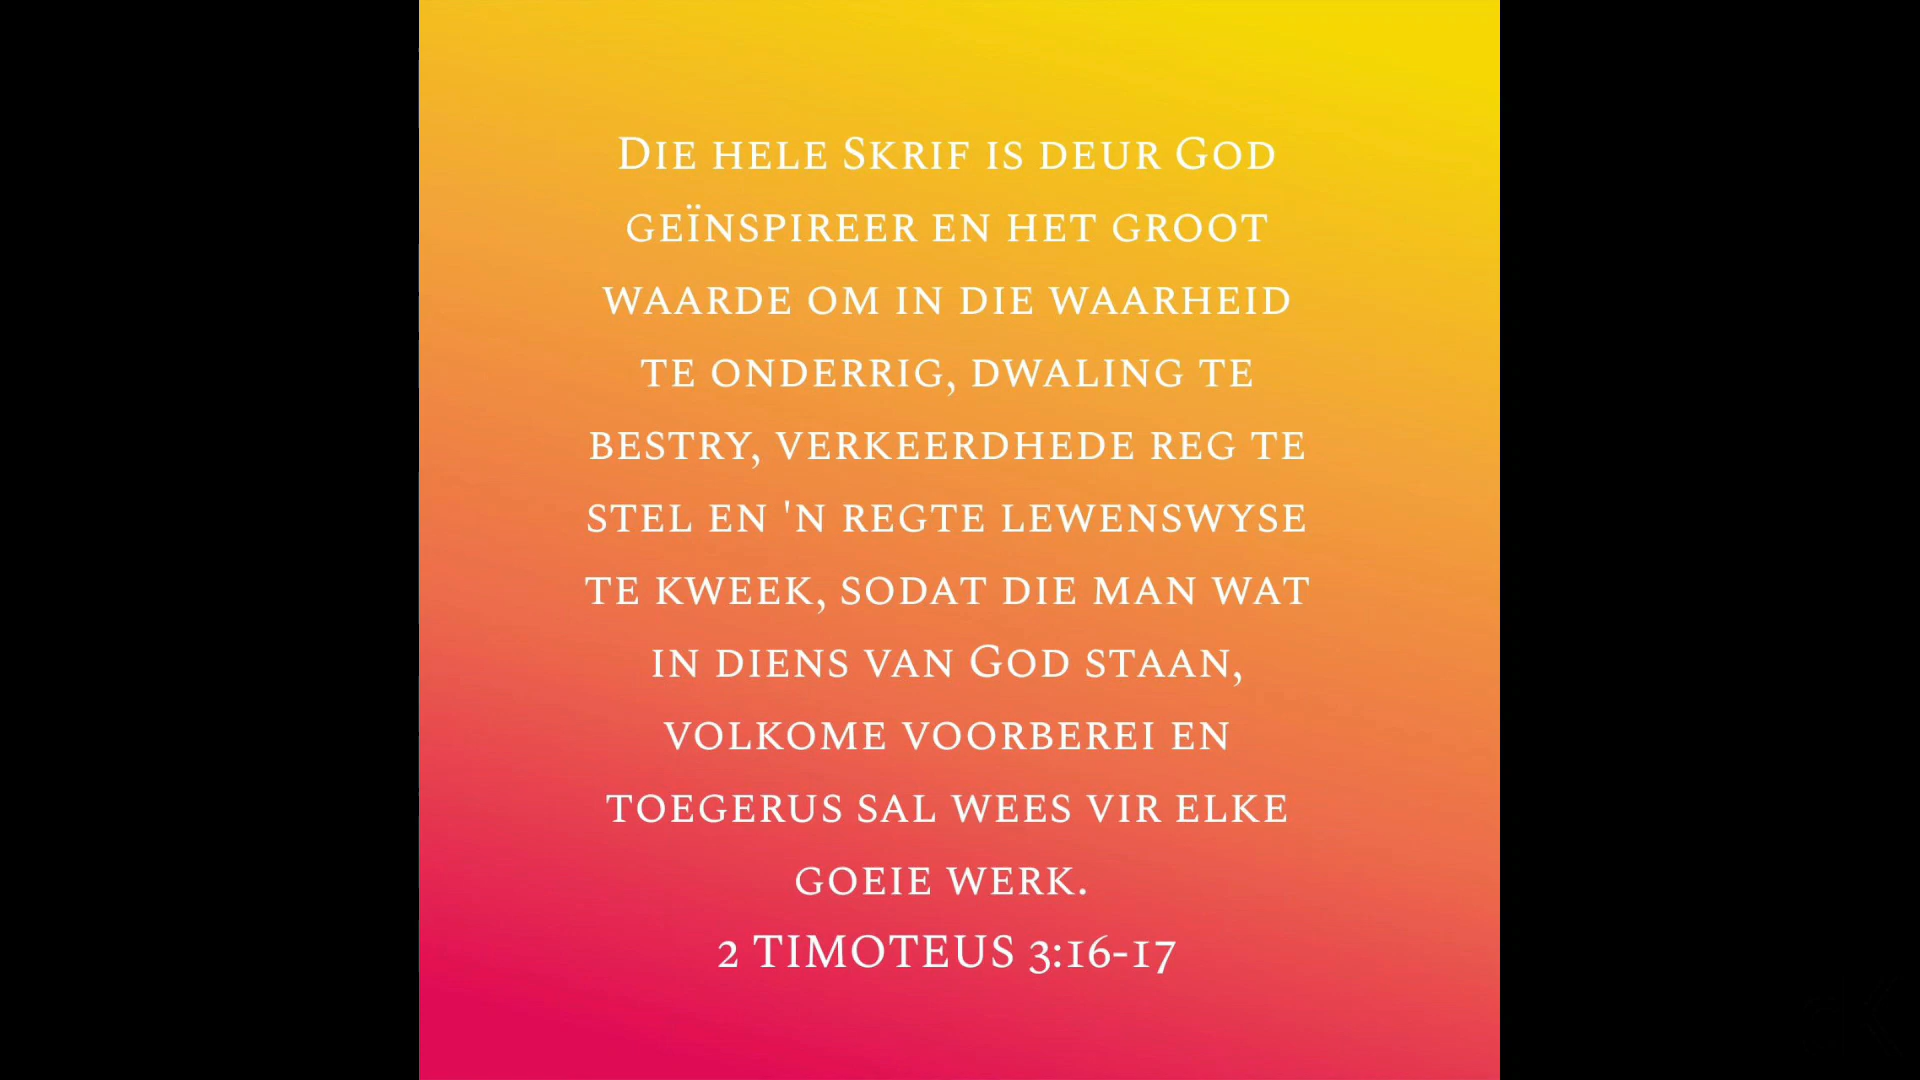 Die hele Skrif is deur God
geïnspireer en het groot
waarde om in die waarheid
te onderrig, dwaling te
bestry, verkeerdhede reg te
stel en 'n regte lewenswyse
te kweek, sodat die man wat
in diens van God staan,
volkome voorberei en
toegerus sal wees vir elke
goeie werk.
2 TIMOTEUS 3:16-17